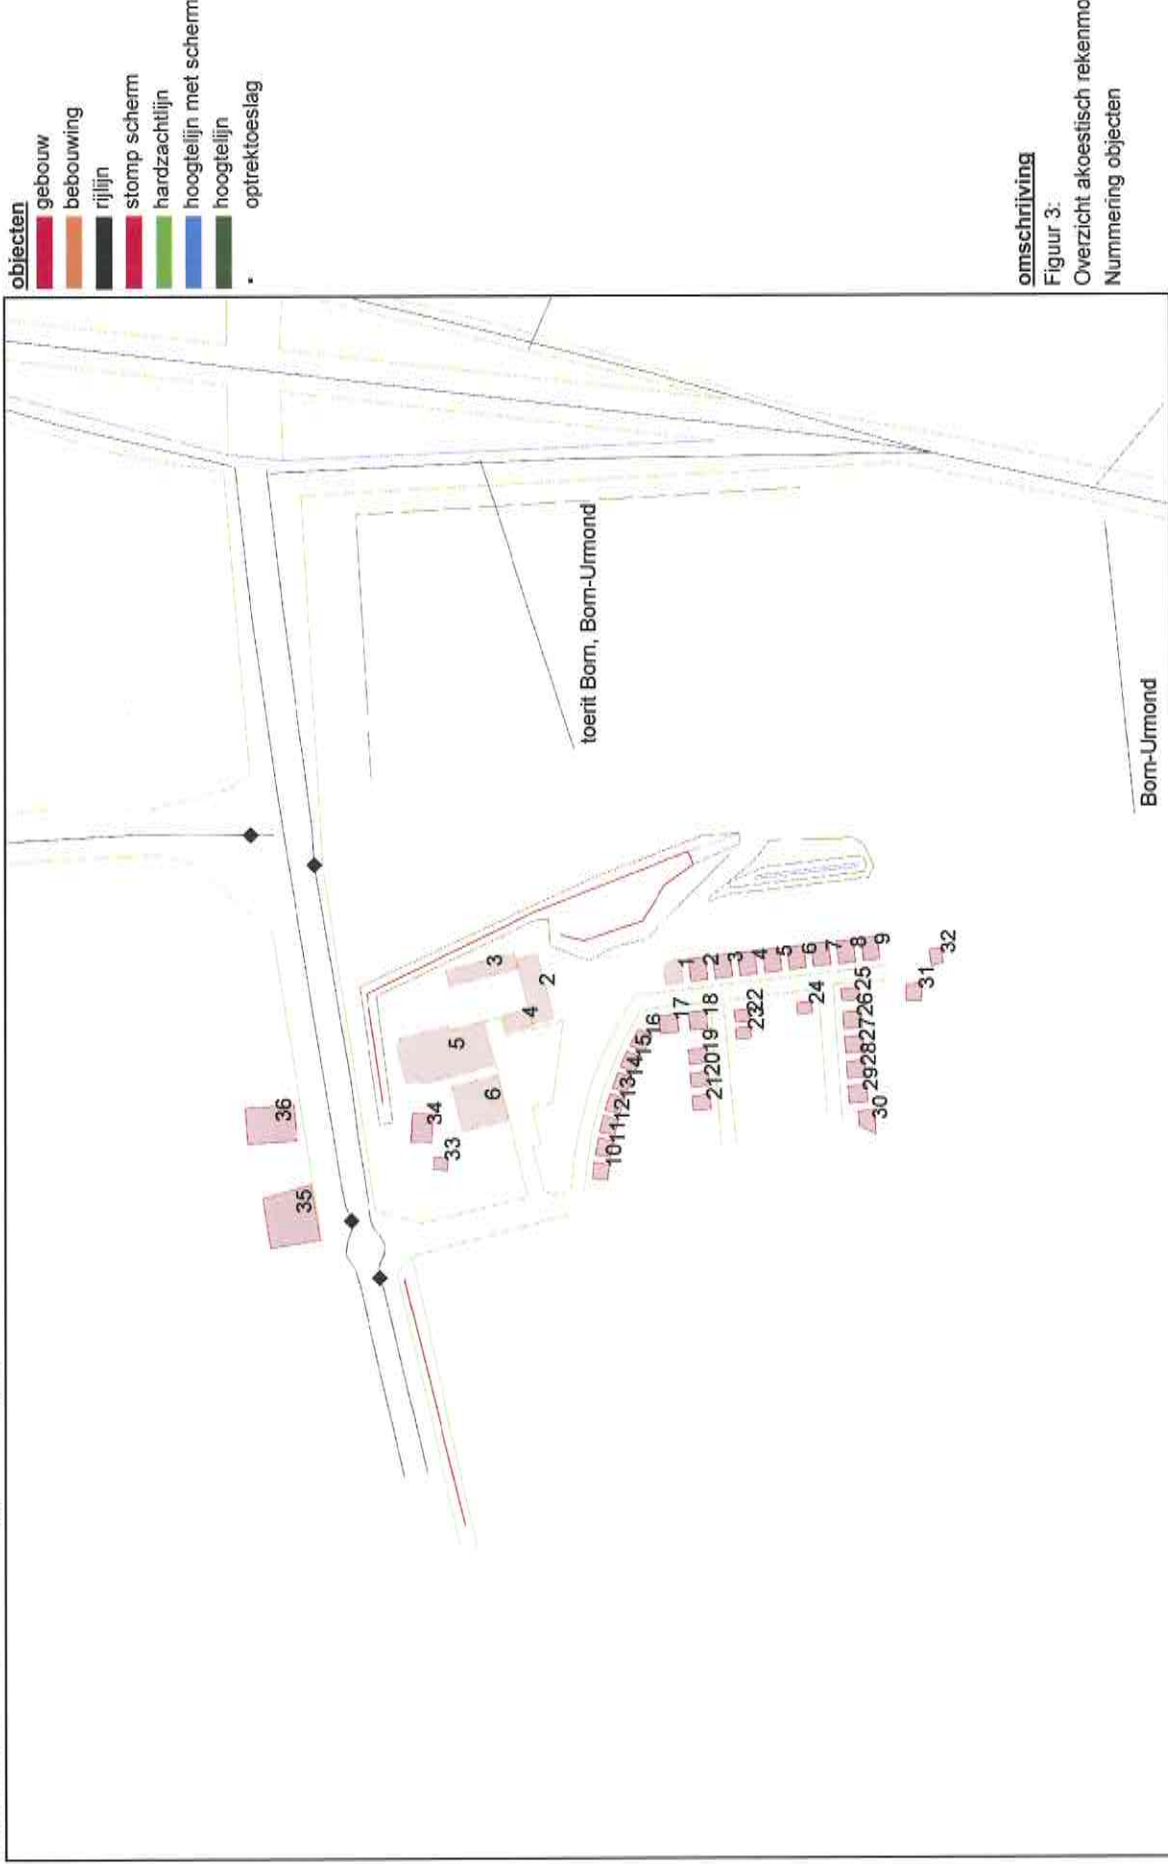 objecten
gebouw
bebouwing
rijlijn
stomp scherm
hardzachtlijn
hoogtelijn met scherm
hoogtelijn
optrektoeslag
36
35
34
33
5
6
3
2
4
toerit Born, Born-Urmond
1
2
3
4
5
6
7
8
9
10
11
12
13
14
15
16
17
18
19
20
21
22
23
24
25
26
27
28
29
30
31
32
Born-Urmond
omschrijving
Figuur 3:
Overzicht akoestisch rekenmo
Nummering objecten